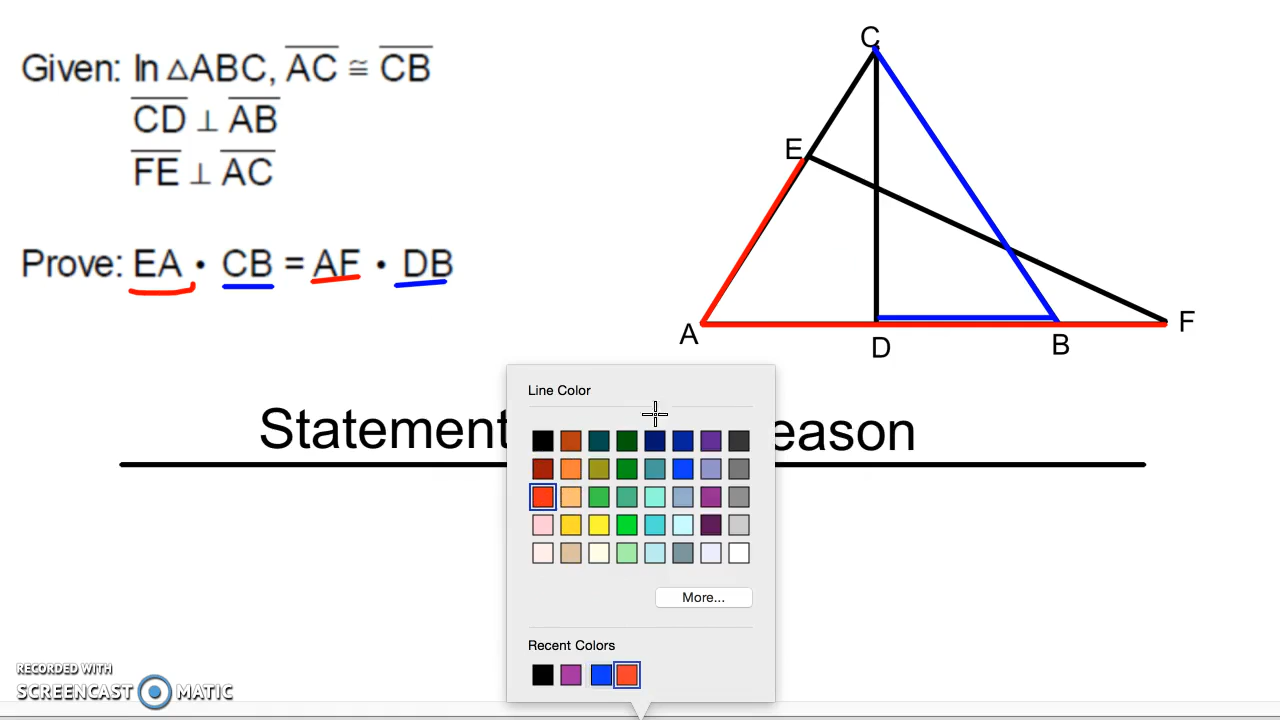 Given: In △ABC, AC ≅ CB
CD ⊥ AB
FE ⊥ AC
Prove: EA • CB = AF • DB
C
E
A
D
B
F
Statement
eason
Line Color
More...
Recent Colors
RECORDED WITH
SCREENCAST MATIC